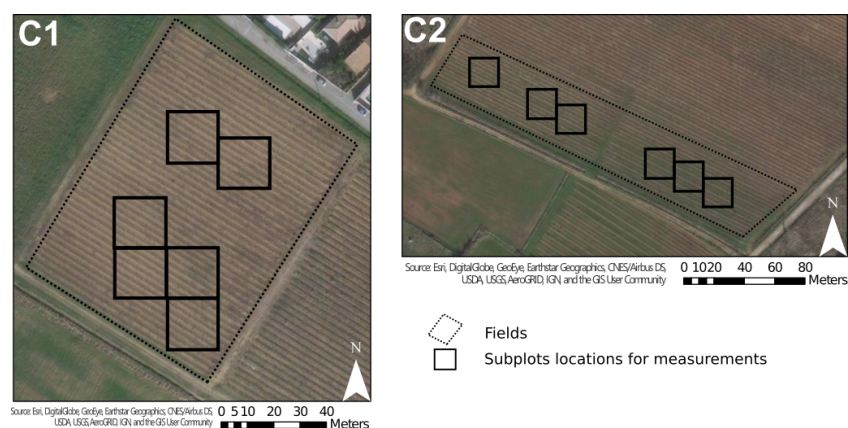 C1
N
Source: Esri, DigitalGlobe, GeoEye, Earthstar Geographics, CNES/Airbus DS,
USDA, USGS, AeroGRID, IGN, and the GIS User Community
0 5 10 20 30 40
Meters
C2
N
Source: Esri, DigitalGlobe, GeoEye, Earthstar Geographics, CNES/Airbus DS,
USDA, USGS, AeroGRID, IGN, and the GIS User Community
0 1020 40 60 80
Meters
Fields
Subplots locations for measurements